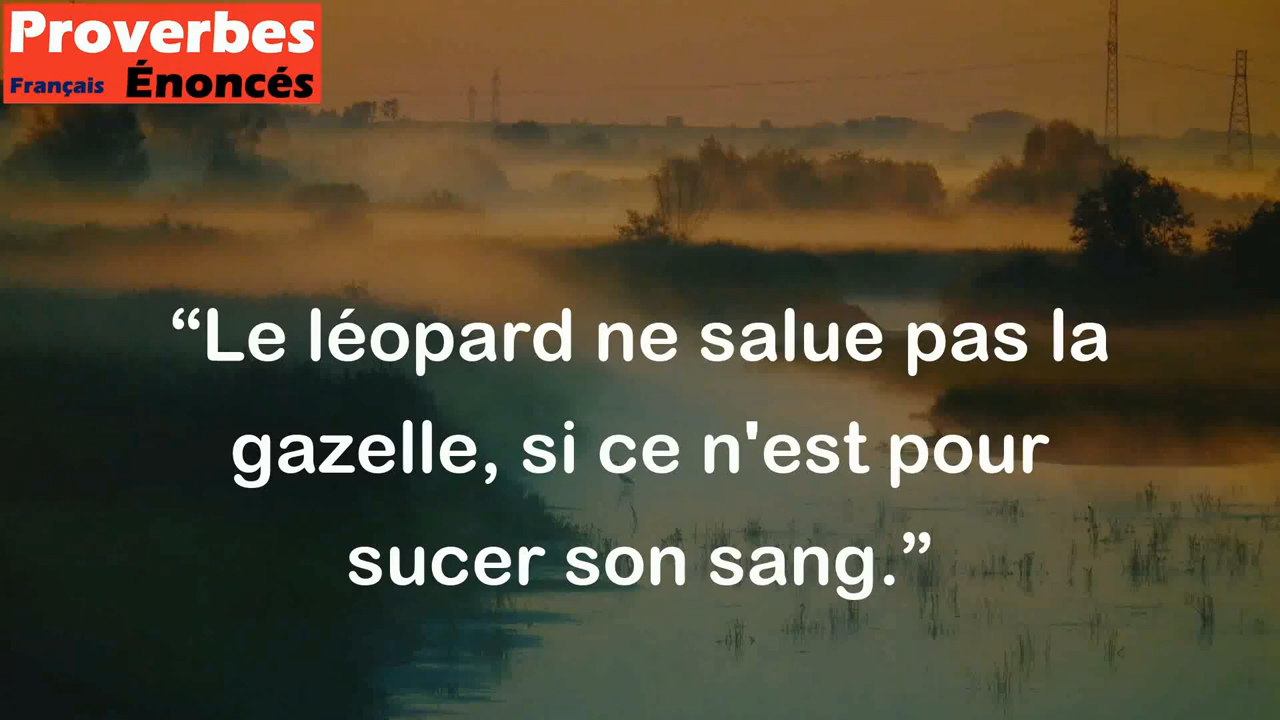 Proverbes
Français Énoncés
“Le léopard ne salue pas la
gazelle, si ce n'est pour
sucer son sang.”